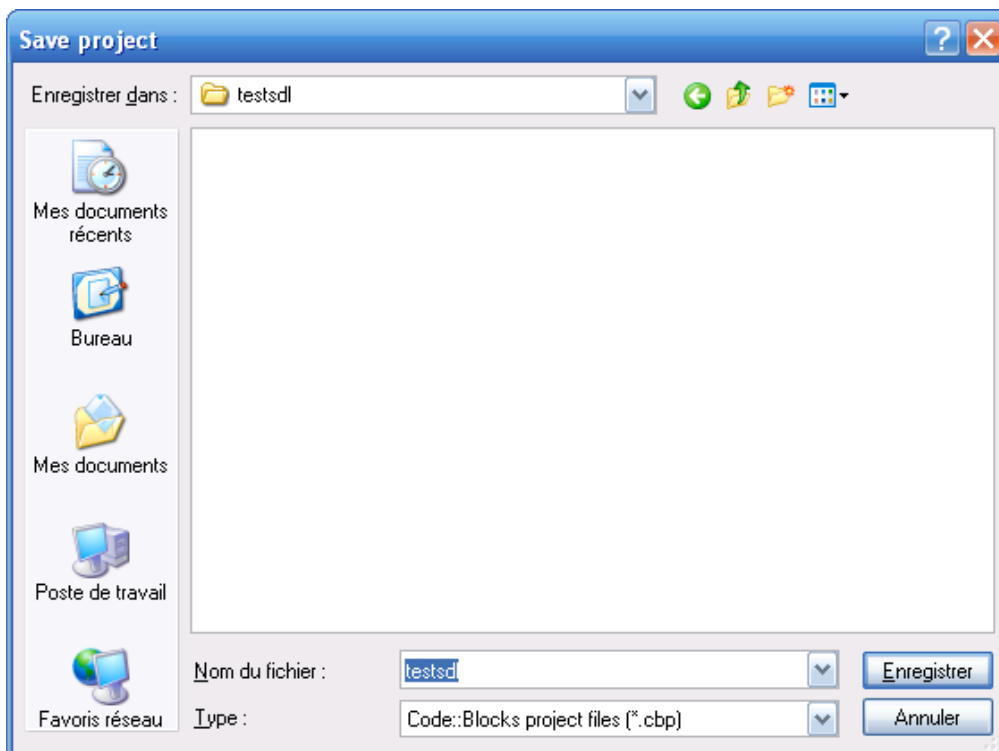 Save project
Enregistrer dans :
testsdl
Mes documents
récents
Bureau
Mes documents
Poste de travail
Favoris réseau
Nom du fichier :
testsdl
Enregistrer
Type :
Code::Blocks project files (*.cbp)
Annuler